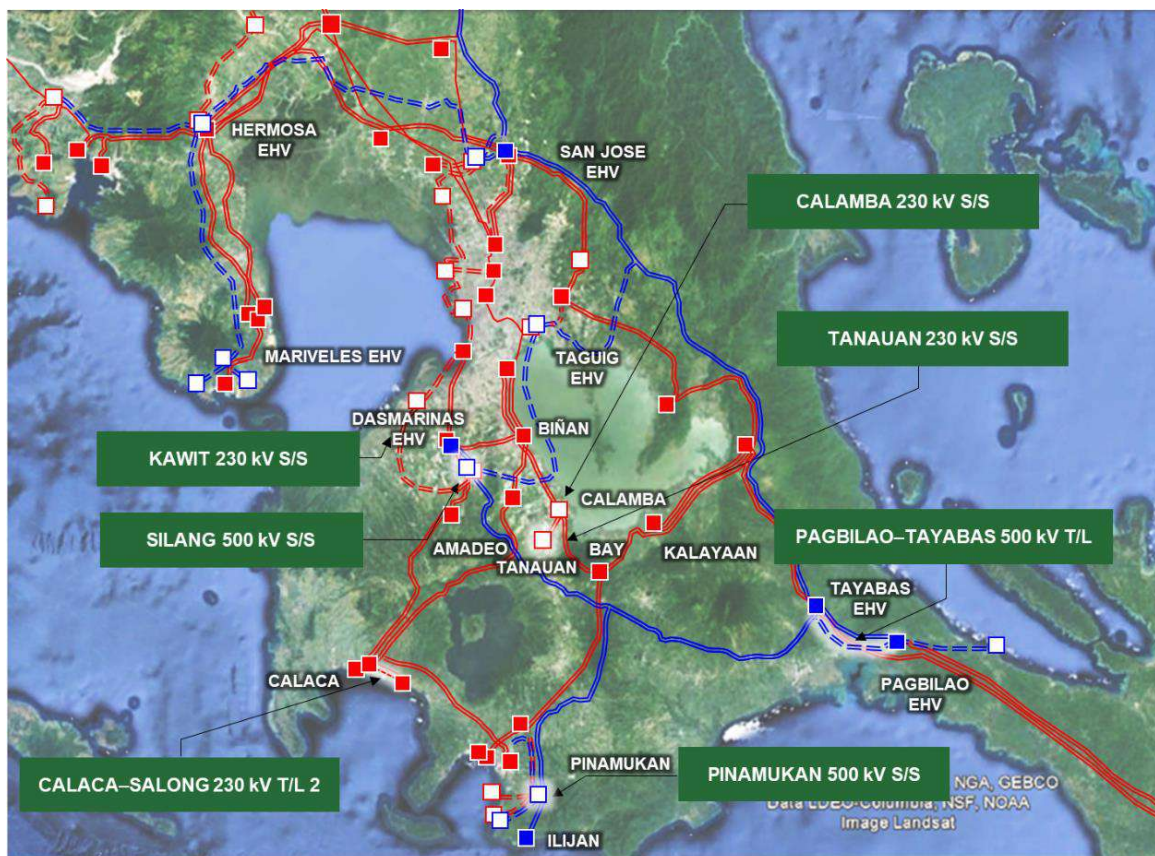 HERMOSA
EHV
SAN JOSE
EHV
CALAMBA 230 kV S/S
TANAUAN 230 kV S/S
MARIVELES EHV
TAGUIG
EHV
DASMARINAS
EHV
BIÑAN
KAWIT 230 kV S/S
CALAMBA
SILANG 500 kV S/S
AMADEO
TANAUAN
BAY
KALAYAAN
PAGBILAO–TAYABAS 500 kV T/L
TAYABAS
EHV
CALACA
PAGBILAO
EHV
CALACA–SALONG 230 kV T/L 2
PINAMUKAN
PINAMUKAN 500 kV S/S
NGA, GEBCO
Data LDEO-Columbia, NSF, NOAA
Image Landsat
ILIJAN